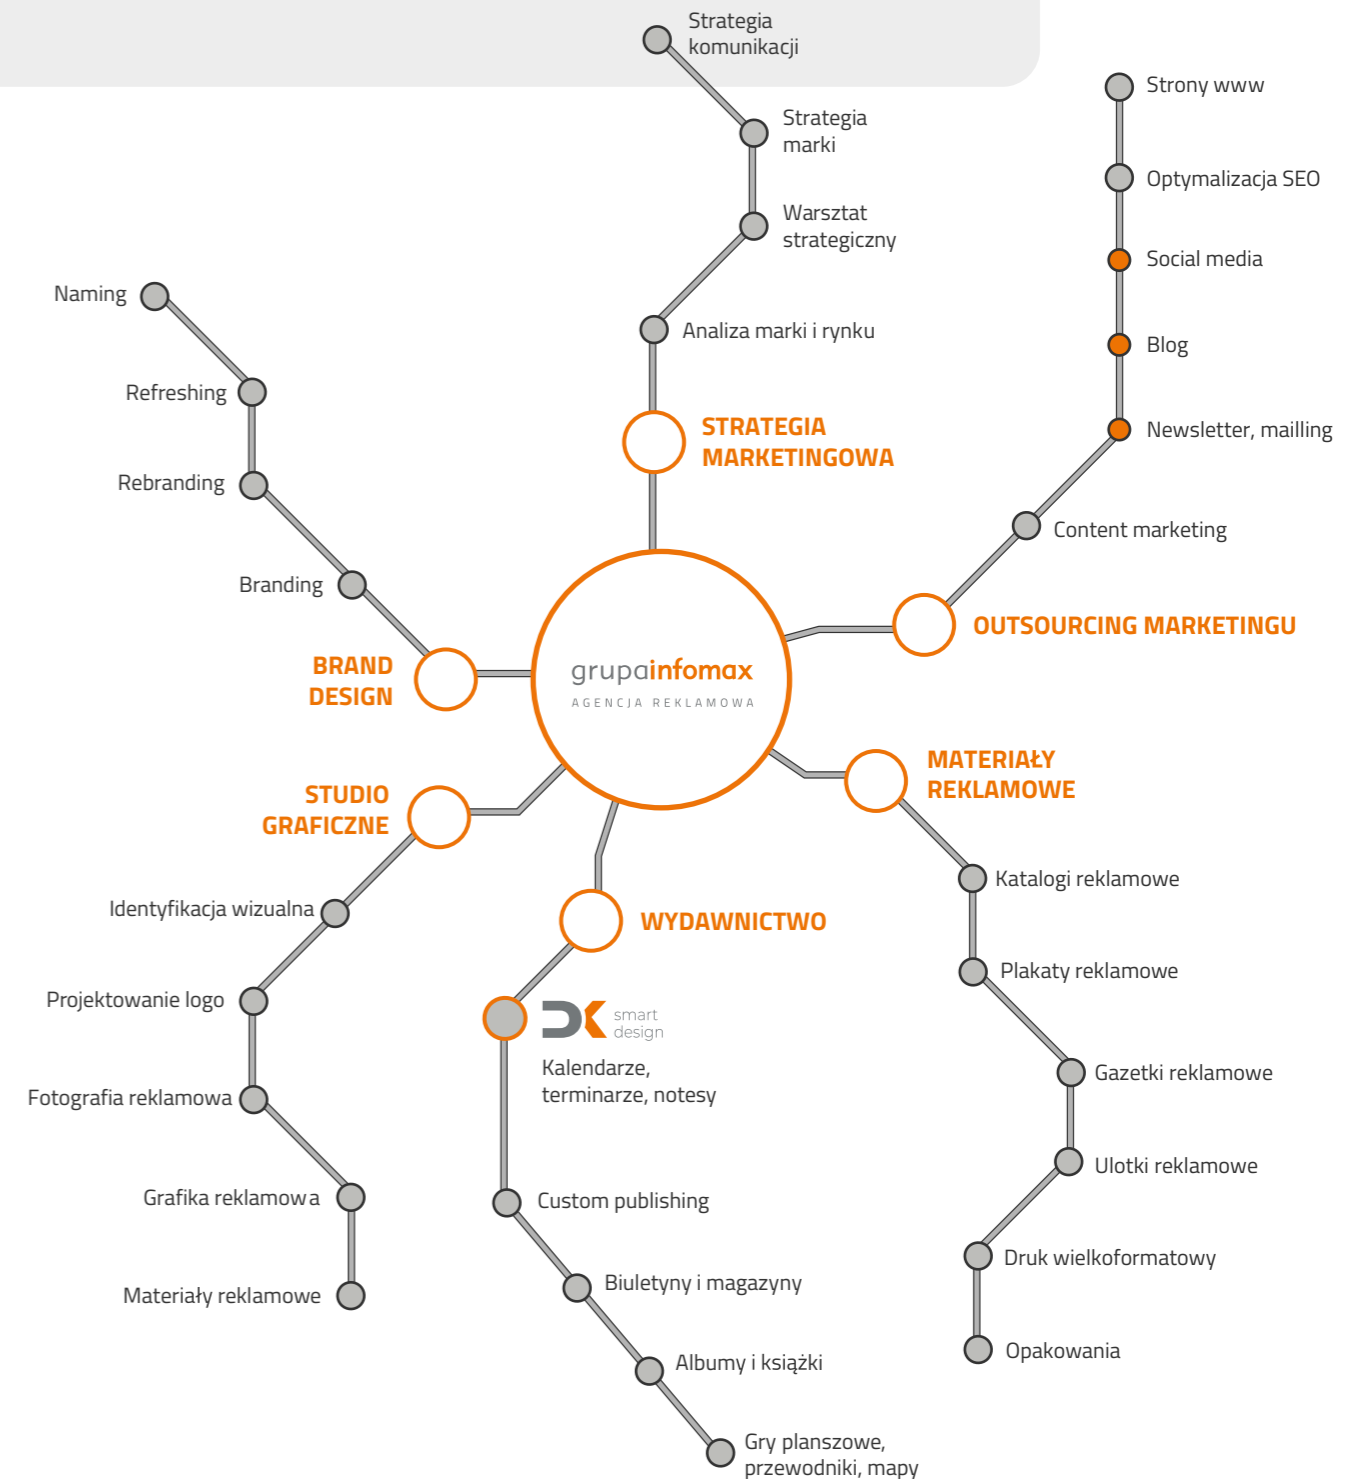 Strategia
komunikacji
Strategia
marki
Warsztat
strategiczny
Analiza marki i rynku
STRATEGIA
MARKETINGOWA
Strony www
Optymalizacja SEO
Social media
Blog
Newsletter, mailling
Content marketing
OUTSOURCING MARKETINGU
Naming
Refreshing
Rebranding
Branding
BRAND
DESIGN
grupainfomax
AGENCJA REKLAMOWA
MATERIAŁY
REKLAMOWE
Katalogi reklamowe
Plakaty reklamowe
Gazetki reklamowe
Ulotki reklamowe
Druk wielkoformatowy
Opakowania
STUDIO
GRAFICZNE
Identyfikacja wizualna
Projektowanie logo
Fotografia reklamowa
Grafika reklamowa
Materiały reklamowe
WYDAWNICTWO
DK smart
design
Kalendarze,
terminarze, notesy
Custom publishing
Biuletyny i magazyny
Albumy i książki
Gry planszowe,
przewodniki, mapy